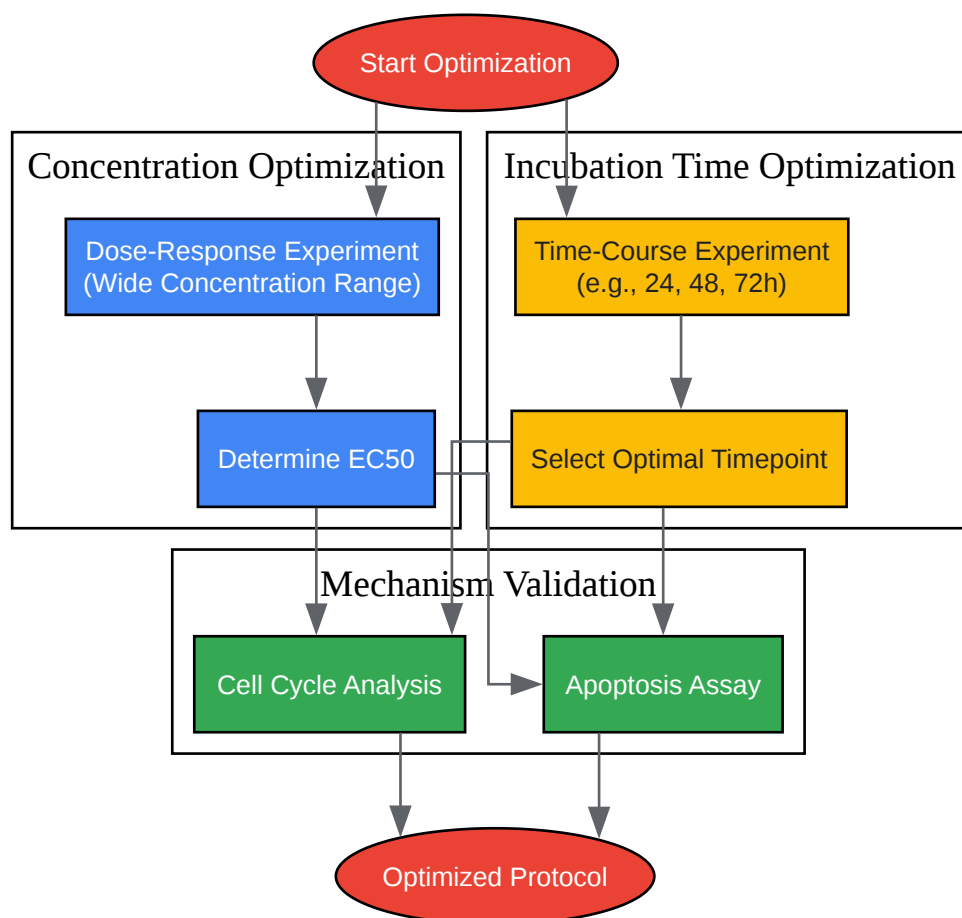 Start Optimization
Concentration Optimization
Incubation Time Optimization
Dose-Response Experiment
(Wide Concentration Range)
Time-Course Experiment
(e.g., 24, 48, 72h)
Determine EC50
Select Optimal Timepoint
Mechanism Validation
Cell Cycle Analysis
Apoptosis Assay
Optimized Protocol